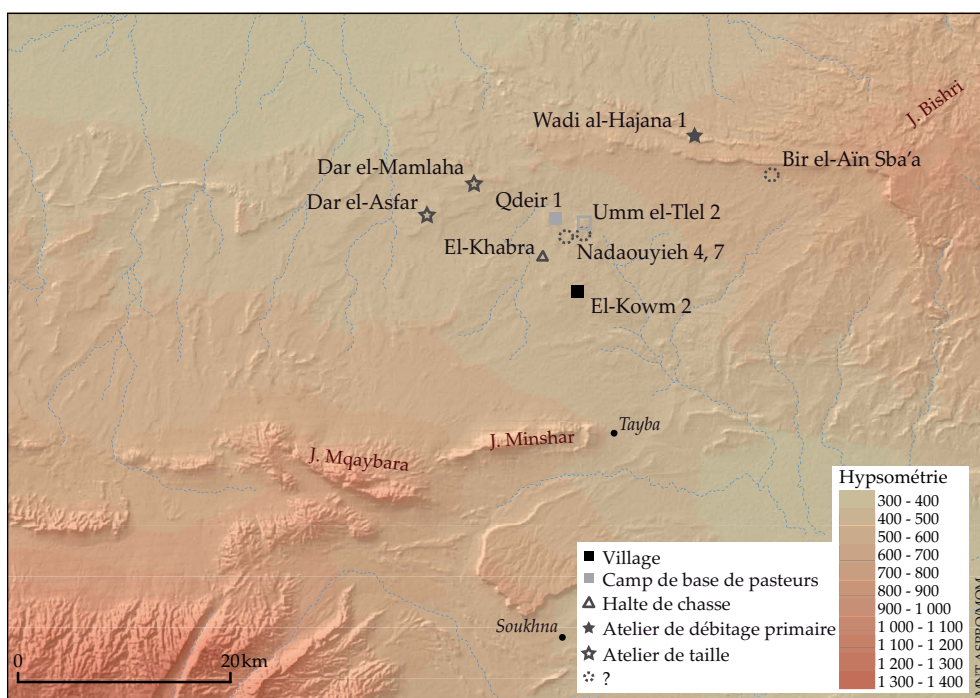 J. Bishri
Wadi al-Hajana 1
Bir el-Aïn Sba'a
Dar el-Mamlaha
Qdeir 1
Umm el-Tlel 2
Dar el-Asfar
El-Khabra
Nadaouyieh 4, 7
El-Kowm 2
Tayba
J. Minshar
J. Mqaybara
Soukhna
0 20 km
Village
Camp de base de pasteurs
Halte de chasse
Atelier de débitage primaire
Atelier de taille
?
Hypsométrie
300 - 400
400 - 500
500 - 600
600 - 700
700 - 800
800 - 900
900 - 1 000
1 000 - 1 100
1 100 - 1 200
1 200 - 1 300
1 300 - 1 400